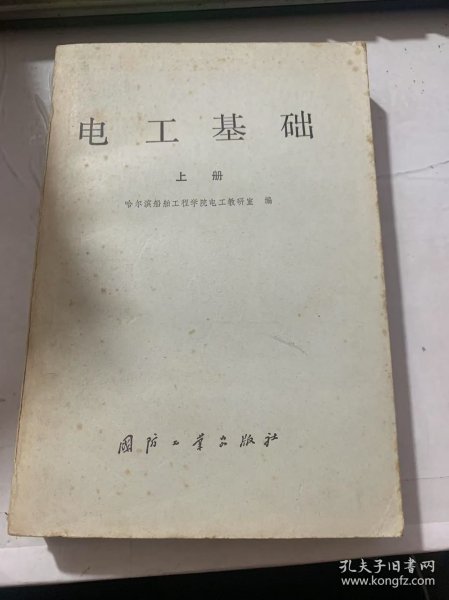 电工基础
上册
哈尔滨船舶工程学院电工教研室 编
国防工业出版社
孔夫子旧书网
www.kongfz.com